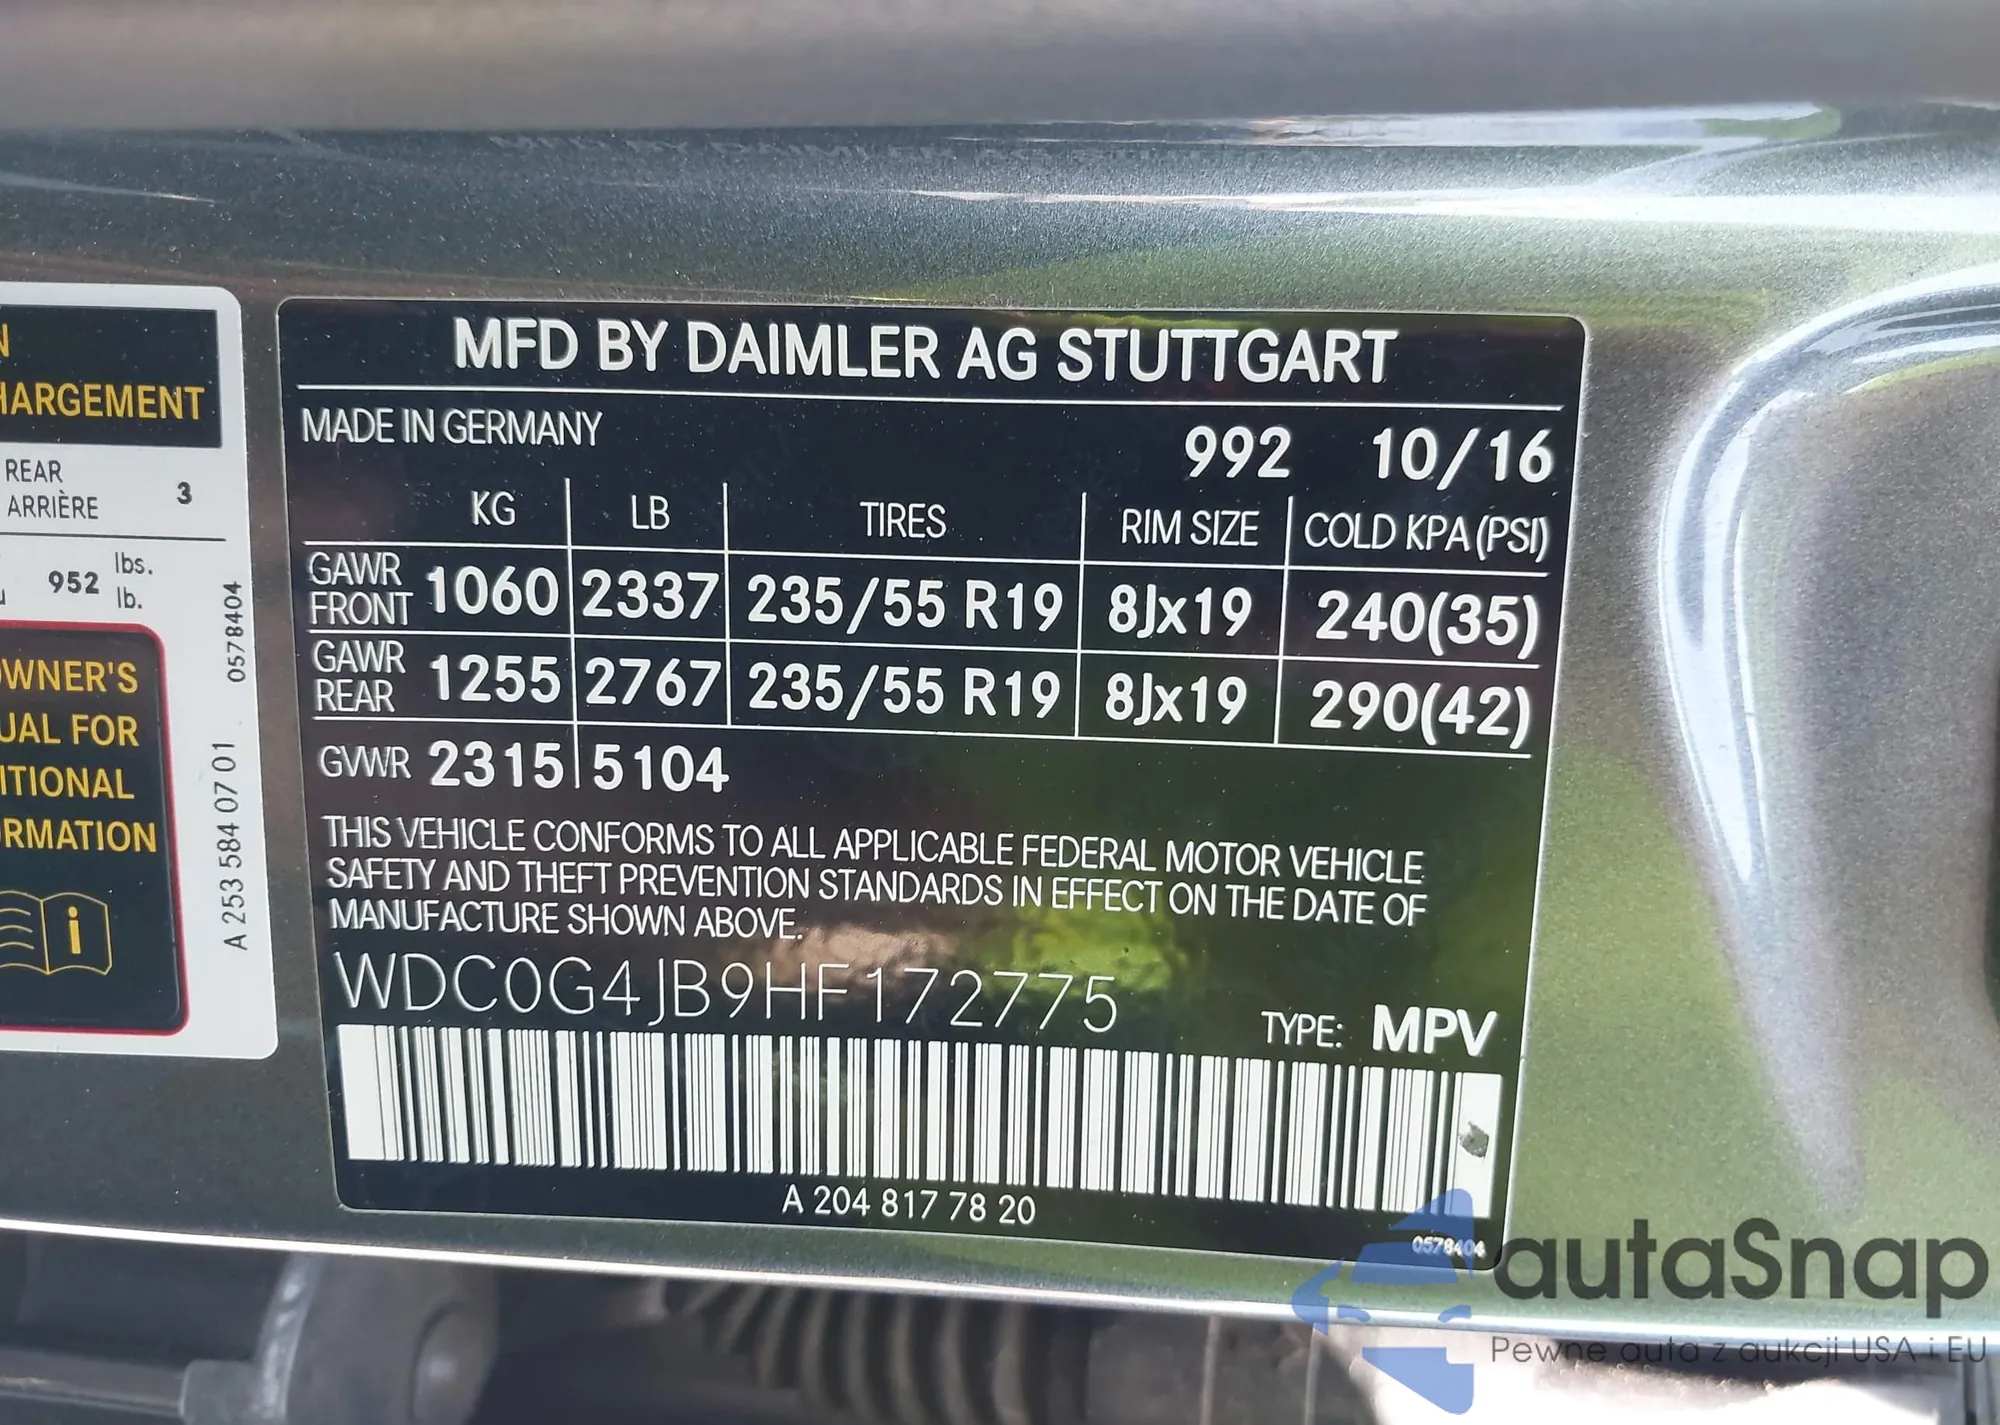 HARGEMENT
REAR
ARRIÈRE
3
952
lbs.
lb.
OWNER'S
UAL FOR
ITIONAL
RMATION
i
0578404
A 253 584 07 01
MFD BY DAIMLER AG STUTTGART
MADE IN GERMANY
992 10/16
KG LB TIRES RIM SIZE COLD KPA (PSI)
GAWR FRONT 1060 2337 235/55 R19 8Jx19 240(35)
GAWR REAR 1255 2767 235/55 R19 8Jx19 290(42)
GVWR 2315 5104
THIS VEHICLE CONFORMS TO ALL APPLICABLE FEDERAL MOTOR VEHICLE
SAFETY AND THEFT PREVENTION STANDARDS IN EFFECT ON THE DATE OF
MANUFACTURE SHOWN ABOVE.
WDC0G4JB9HF172775
TYPE: MPV
A 204 817 78 20
0578404
autaSnap
Pewne auta z aukcji USA i EU